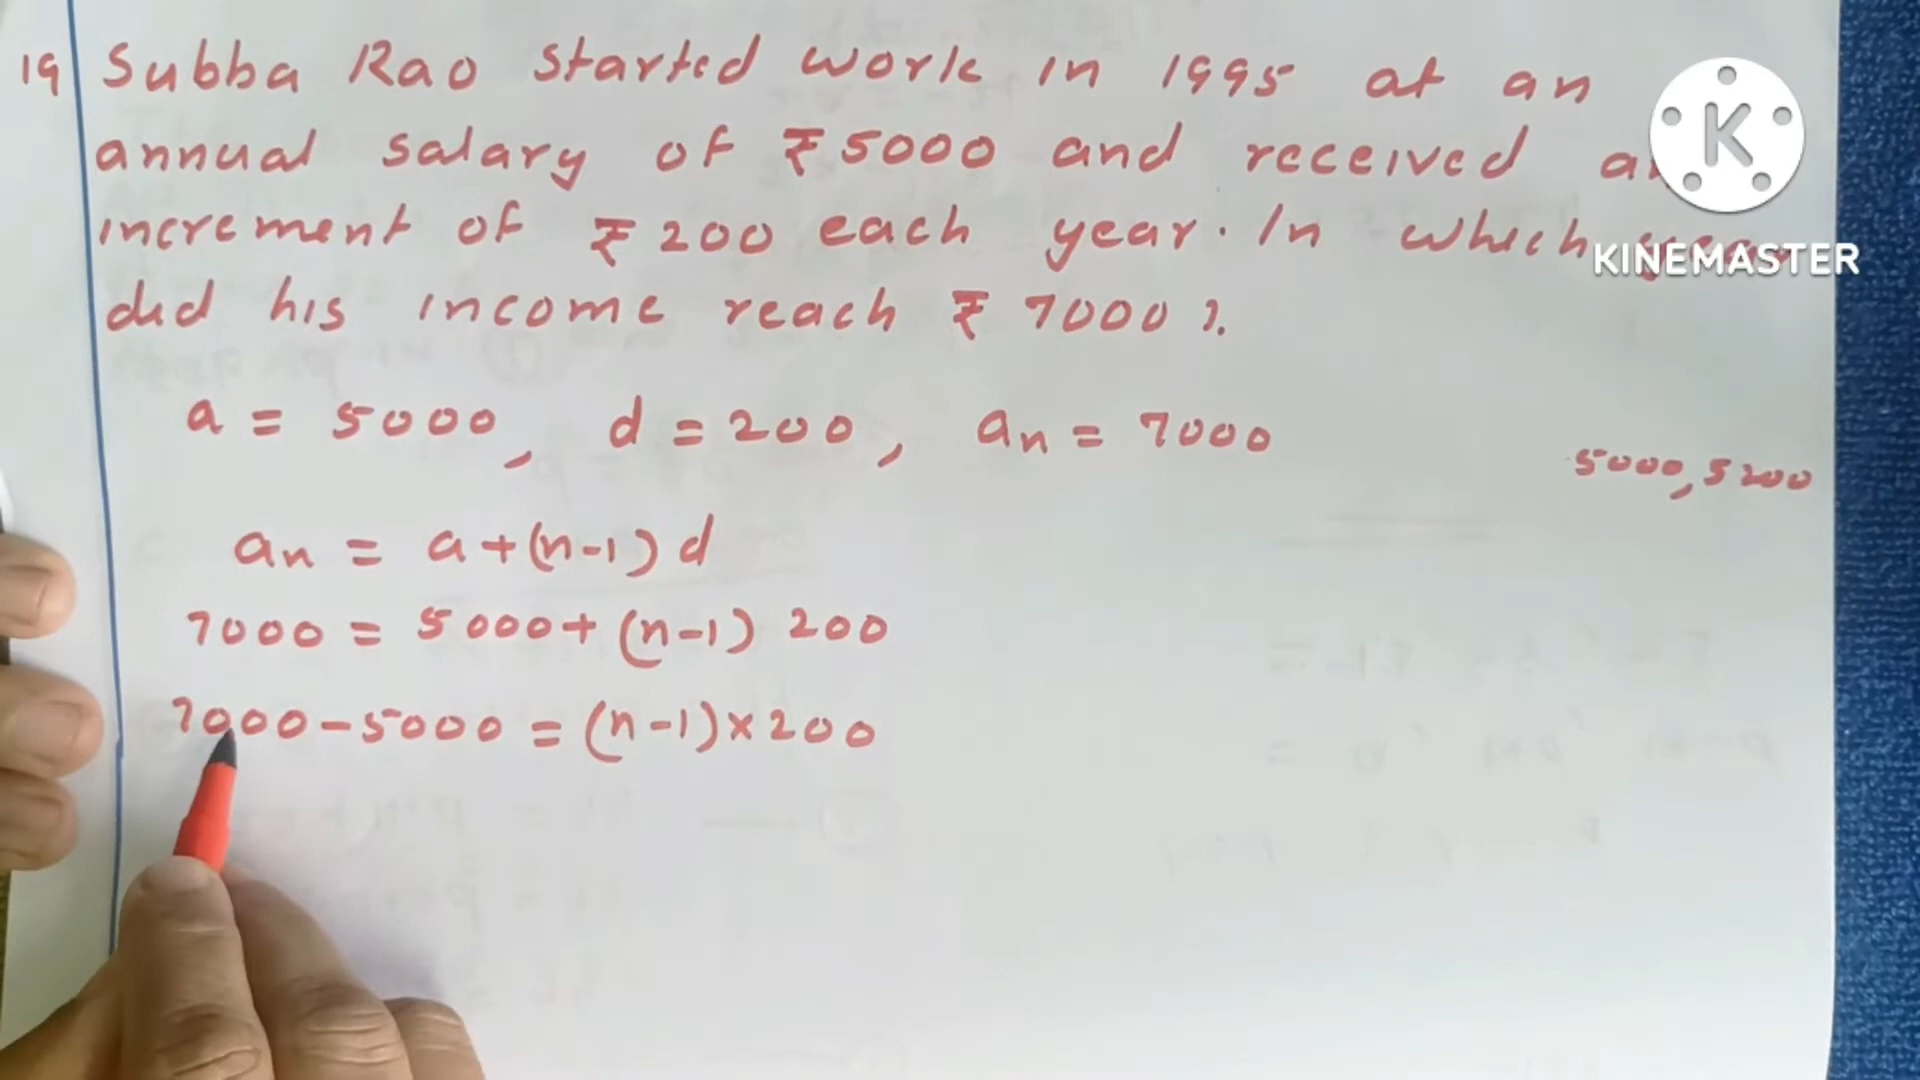 19 Subba Rao started work in 1995 at an
annual salary of ₹5000 and received
increment of ₹200 each year. In which
did his income reach ₹ 7000 ?.
K
KINEMASTER
a = 5000, d = 200, an = 7000
5000, 5200
an = a+(n-1) d
7000 = 5000+(n-1) 200
7000-5000 = (n-1)×200